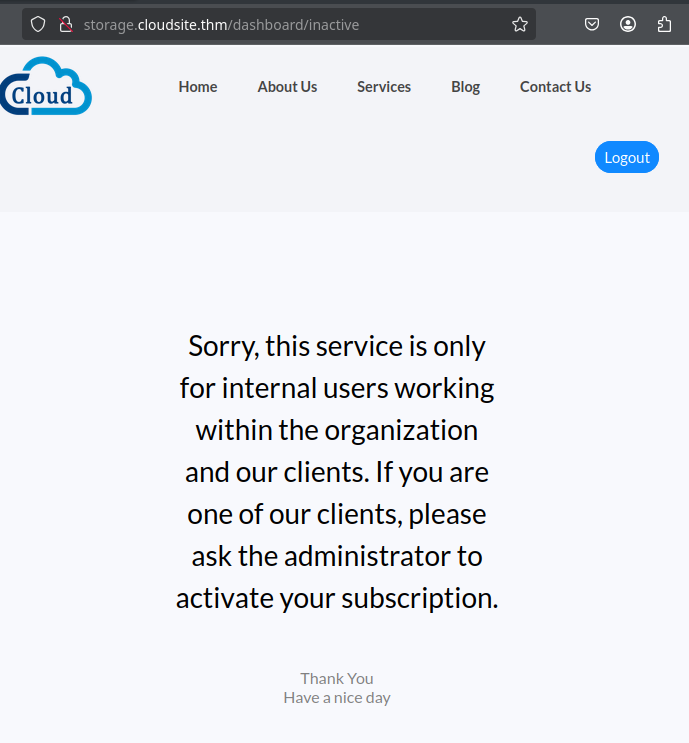 storage.cloudsite.thm/dashboard/inactive
Cloud
Home About Us Services Blog Contact Us
Logout
Sorry, this service is only
for internal users working
within the organization
and our clients. If you are
one of our clients, please
ask the administrator to
activate your subscription.
Thank You
Have a nice day